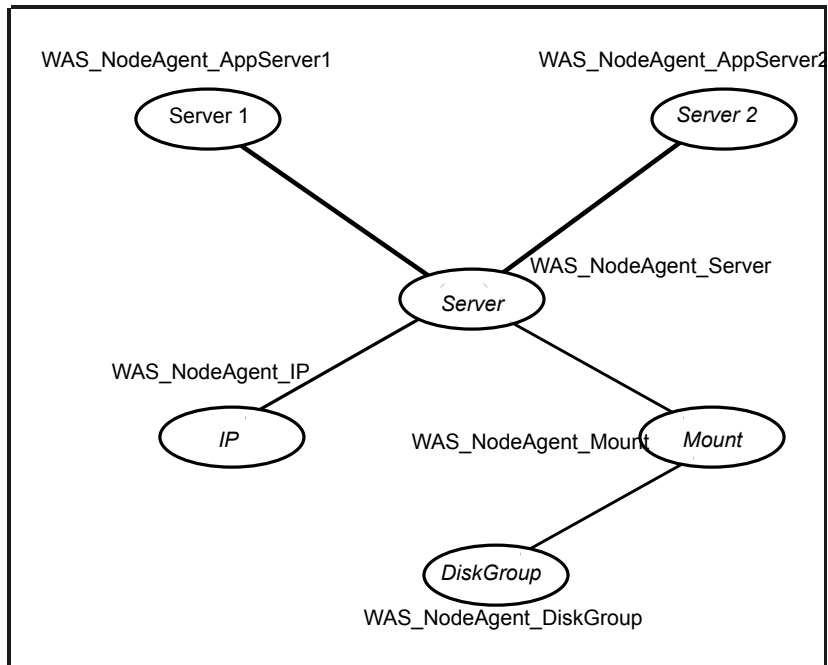 WAS_NodeAgent_AppServer1
WAS_NodeAgent_AppServer2
Server 1
Server 2
WAS_NodeAgent_Server
Server
WAS_NodeAgent_IP
IP
WAS_NodeAgent_Mount
Mount
DiskGroup
WAS_NodeAgent_DiskGroup